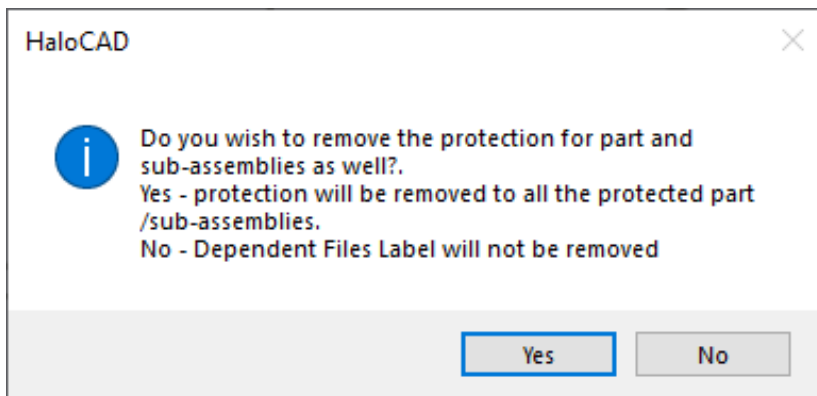 HaloCAD
Do you wish to remove the protection for part and
sub-assemblies as well?.
Yes - protection will be removed to all the protected part
/sub-assemblies.
No - Dependent Files Label will not be removed
Yes
No